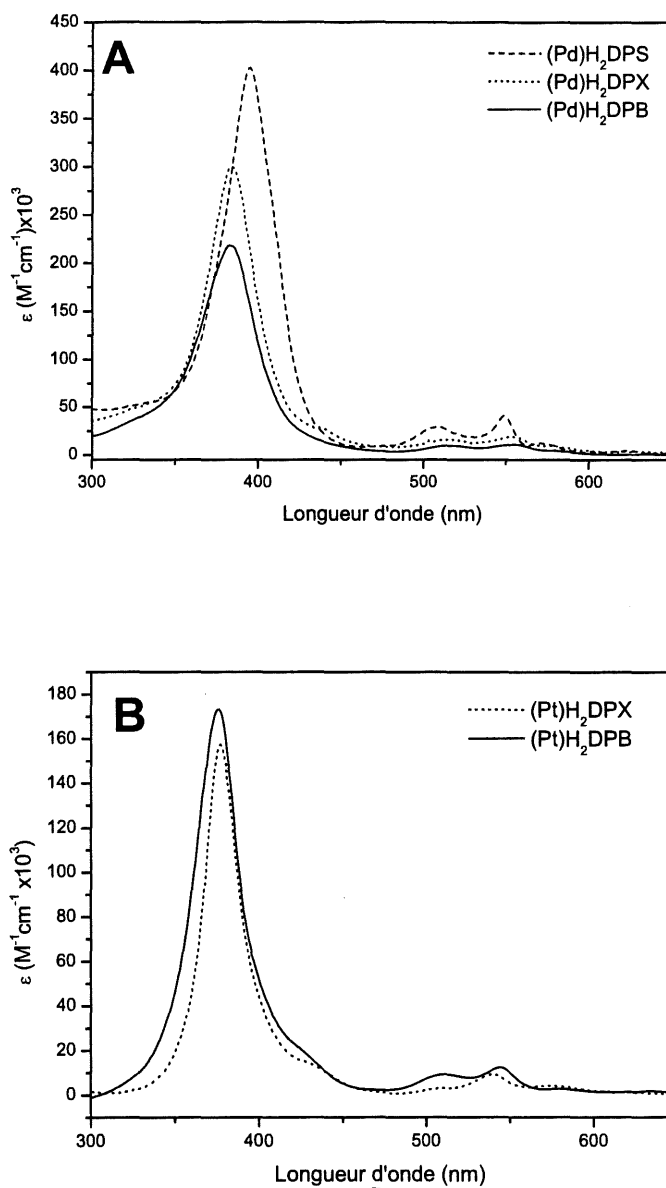 A
(Pd)H₂DPS
(Pd)H₂DPX
(Pd)H₂DPB
ε (M⁻¹cm⁻¹)x10³
450
400
350
300
250
200
150
100
50
0
300 400 500 600
Longueur d'onde (nm)
B
(Pt)H₂DPX
(Pt)H₂DPB
ε (M⁻¹cm⁻¹ x10³)
180
160
140
120
100
80
60
40
20
0
300 400 500 600
Longueur d'onde (nm)